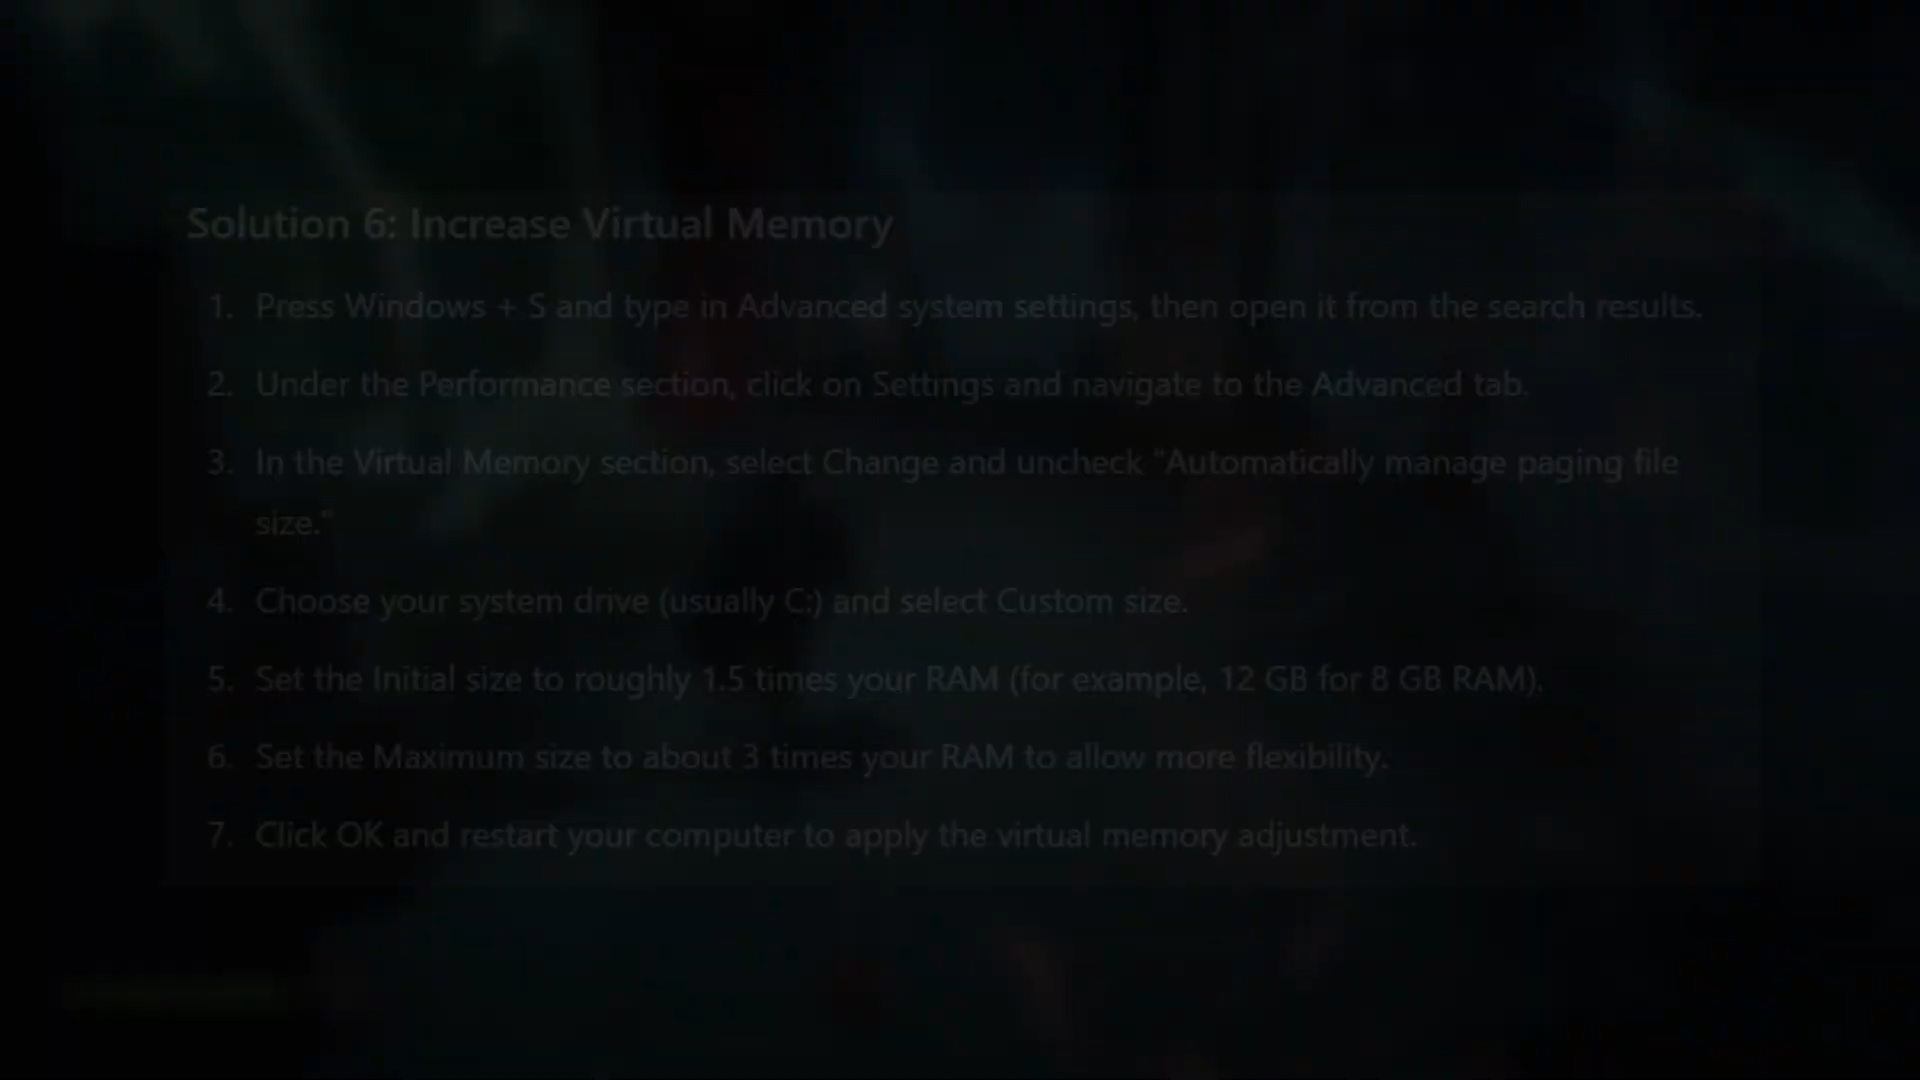 Solution 6: Increase Virtual Memory
1. Press Windows + S and type in Advanced system settings, then open it from the search results.
2. Under the Performance section, click on Settings and navigate to the Advanced tab.
3. In the Virtual Memory section, select Change and uncheck "Automatically manage paging file
size."
4. Choose your system drive (usually C:) and select Custom size.
5. Set the Initial size to roughly 1.5 times your RAM (for example, 12 GB for 8 GB RAM).
6. Set the Maximum size to about 3 times your RAM to allow more flexibility.
7. Click OK and restart your computer to apply the virtual memory adjustment.